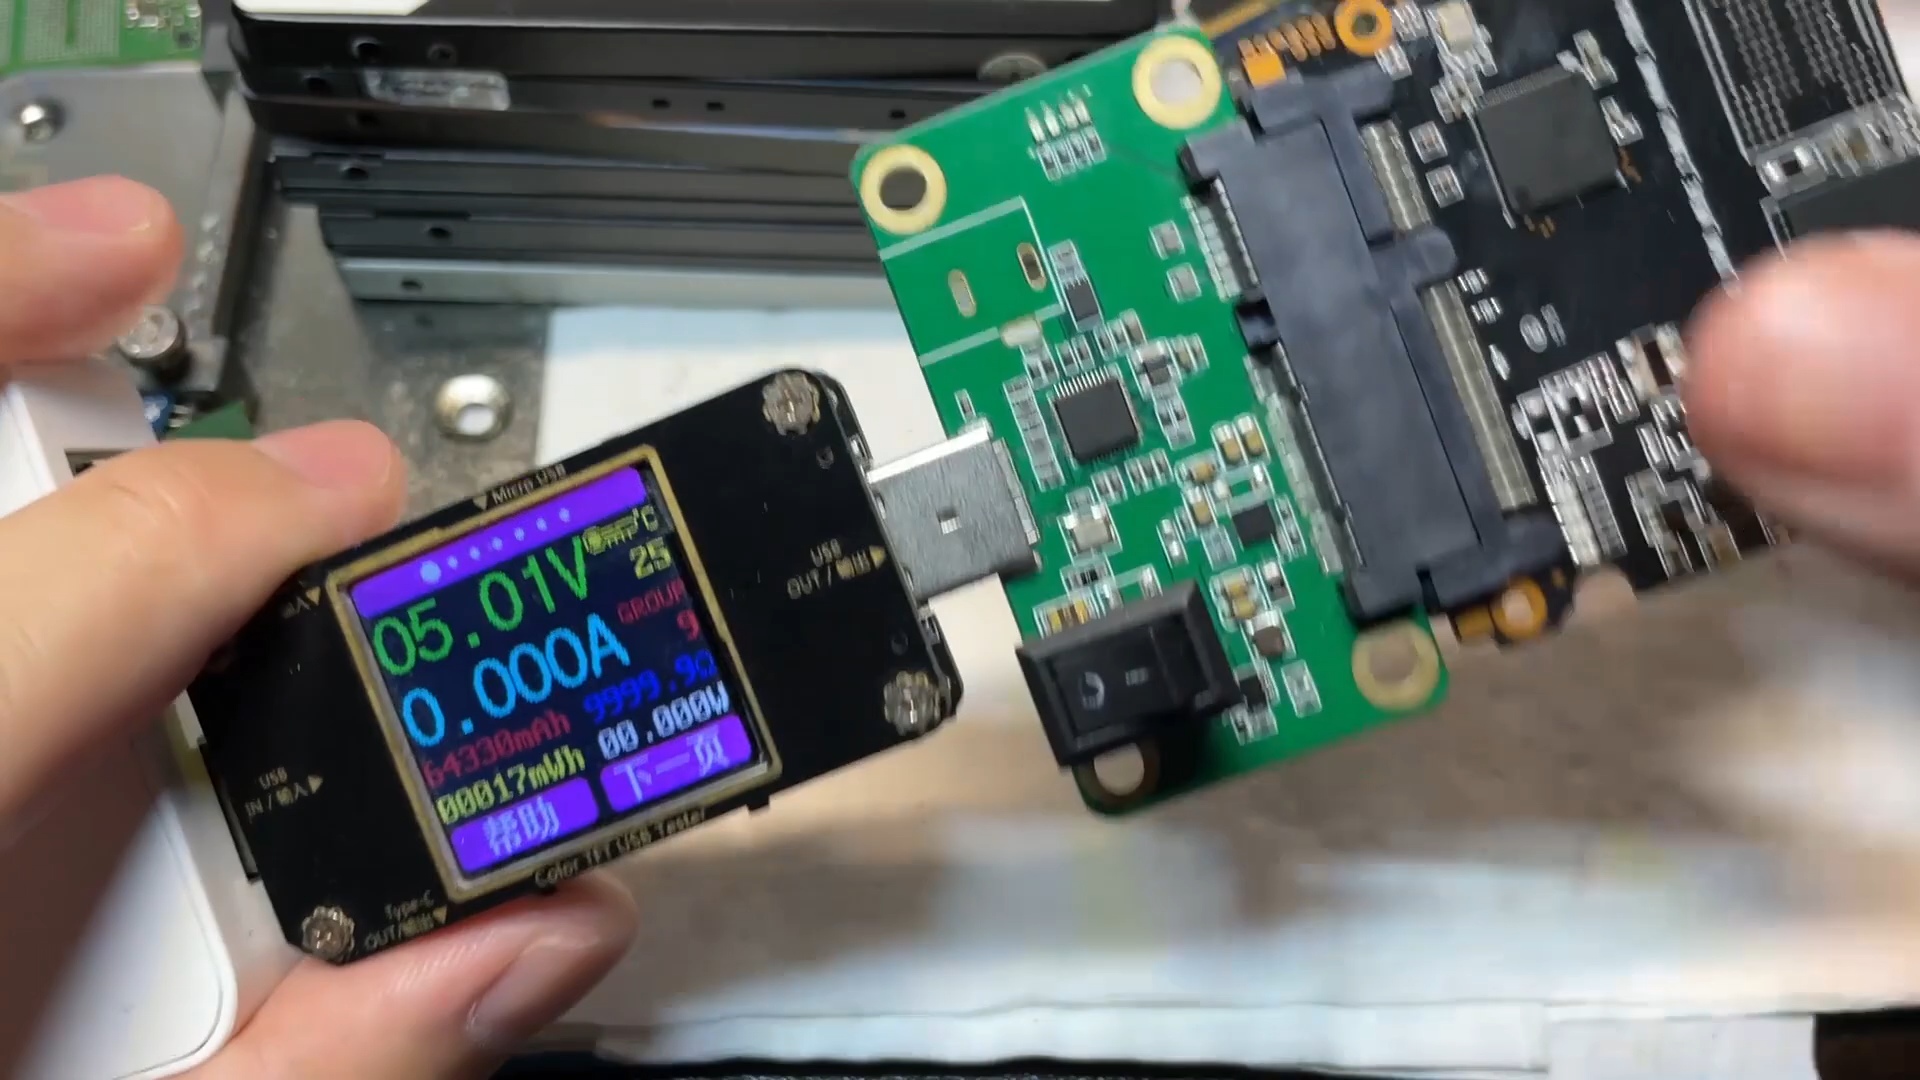 Micro USB
05.01V
25
℃
0.000A
GROUP
9
64330mAh
9999.9Ω
00017mWh
00.000W
帮助
下一页
Color TFT USB Tester
USB
OUT/输出
USB
IN/输入
Type-C
OUT/输出